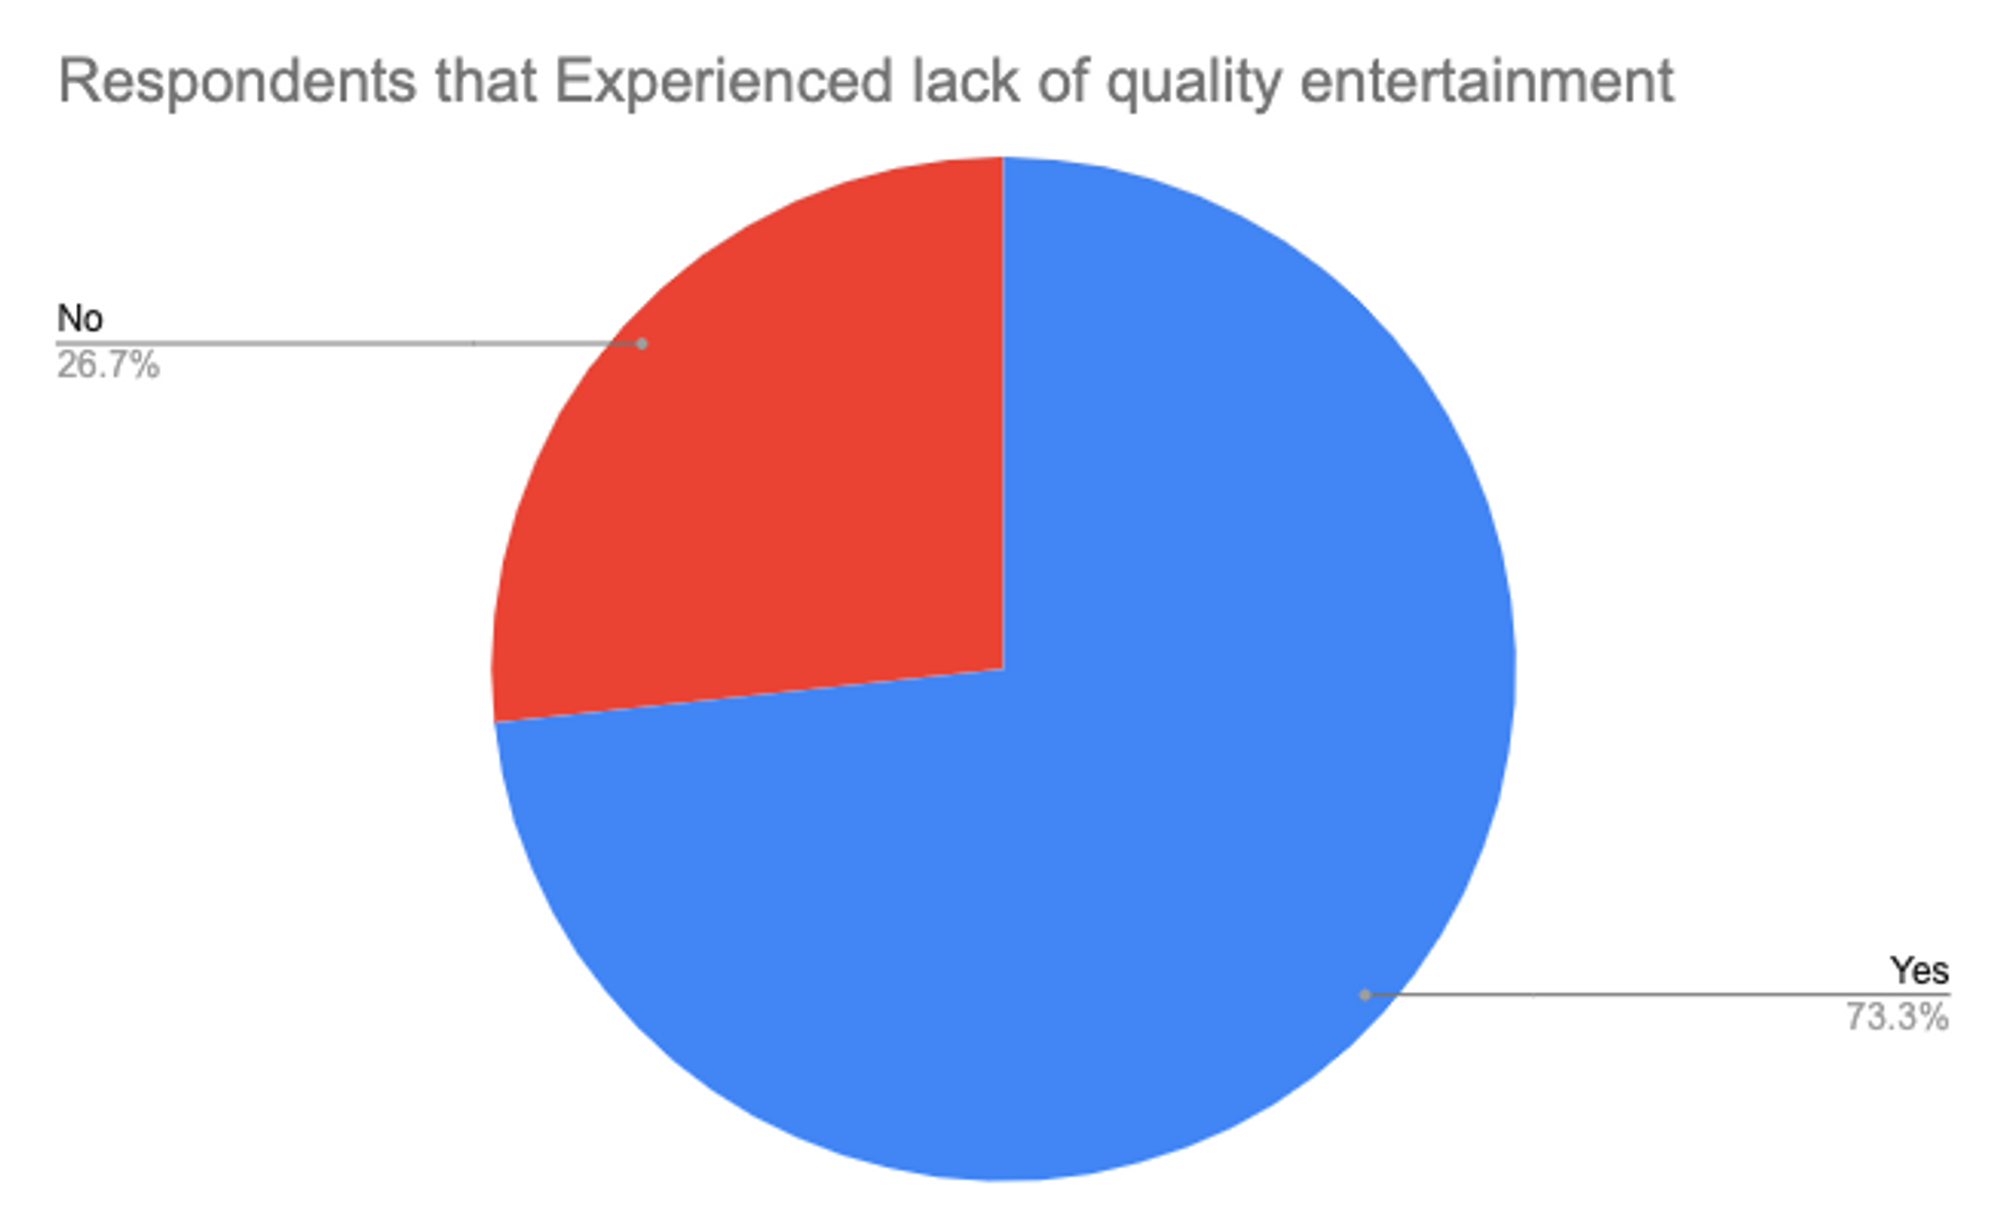 Respondents that Experienced lack of quality entertainment
No
26.7%
Yes
73.3%